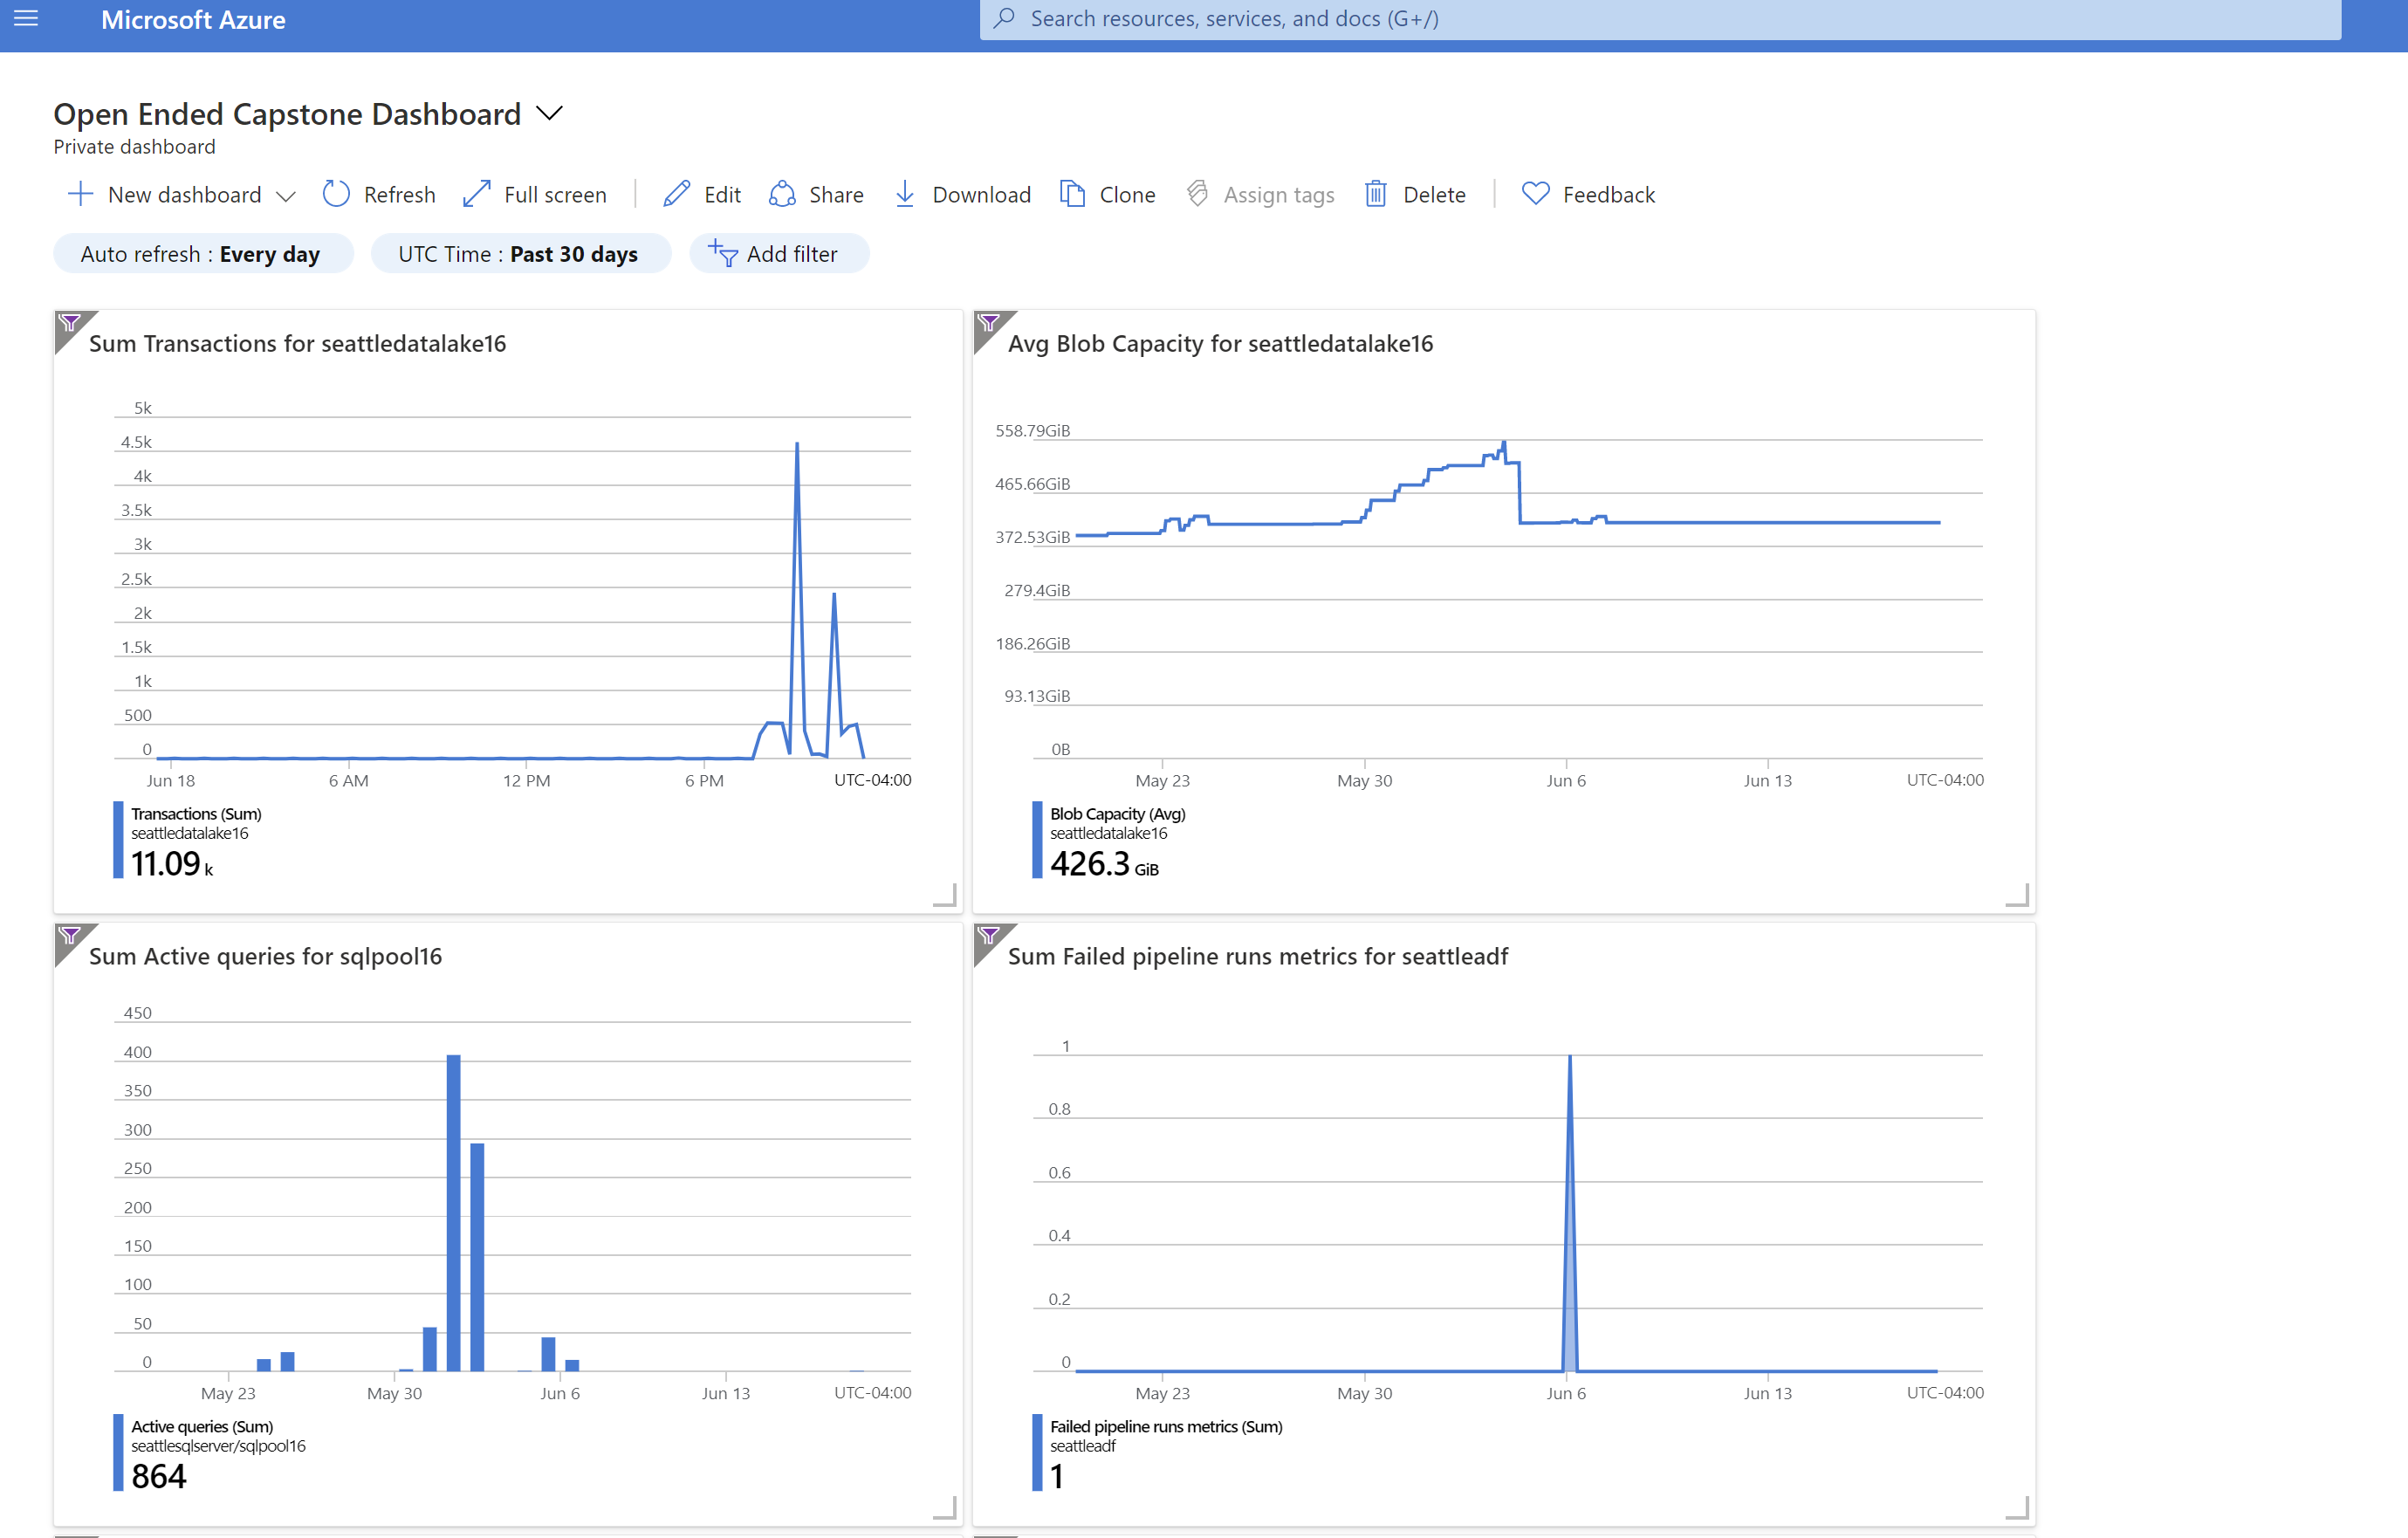 Microsoft Azure
Search resources, services, and docs (G+/)
Open Ended Capstone Dashboard
Private dashboard
New dashboard Refresh Full screen Edit Share Download Clone Assign tags Delete Feedback
Auto refresh : Every day UTC Time : Past 30 days Add filter
Sum Transactions for seattledatalake16
5k
4.5k
4k
3.5k
3k
2.5k
2k
1.5k
1k
500
0
Jun 18 6 AM 12 PM 6 PM UTC-04:00
Transactions (Sum)
seattledatalake16
11.09 k
Avg Blob Capacity for seattledatalake16
558.79GiB
465.66GiB
372.53GiB
279.4GiB
186.26GiB
93.13GiB
0B
May 23 May 30 Jun 6 Jun 13 UTC-04:00
Blob Capacity (Avg)
seattledatalake16
426.3 GiB
Sum Active queries for sqlpool16
450
400
350
300
250
200
150
100
50
0
May 23 May 30 Jun 6 Jun 13 UTC-04:00
Active queries (Sum)
seattlesqlserver/sqlpool16
864
Sum Failed pipeline runs metrics for seattleadf
1
0.8
0.6
0.4
0.2
0
May 23 May 30 Jun 6 Jun 13 UTC-04:00
Failed pipeline runs metrics (Sum)
seattleadf
1